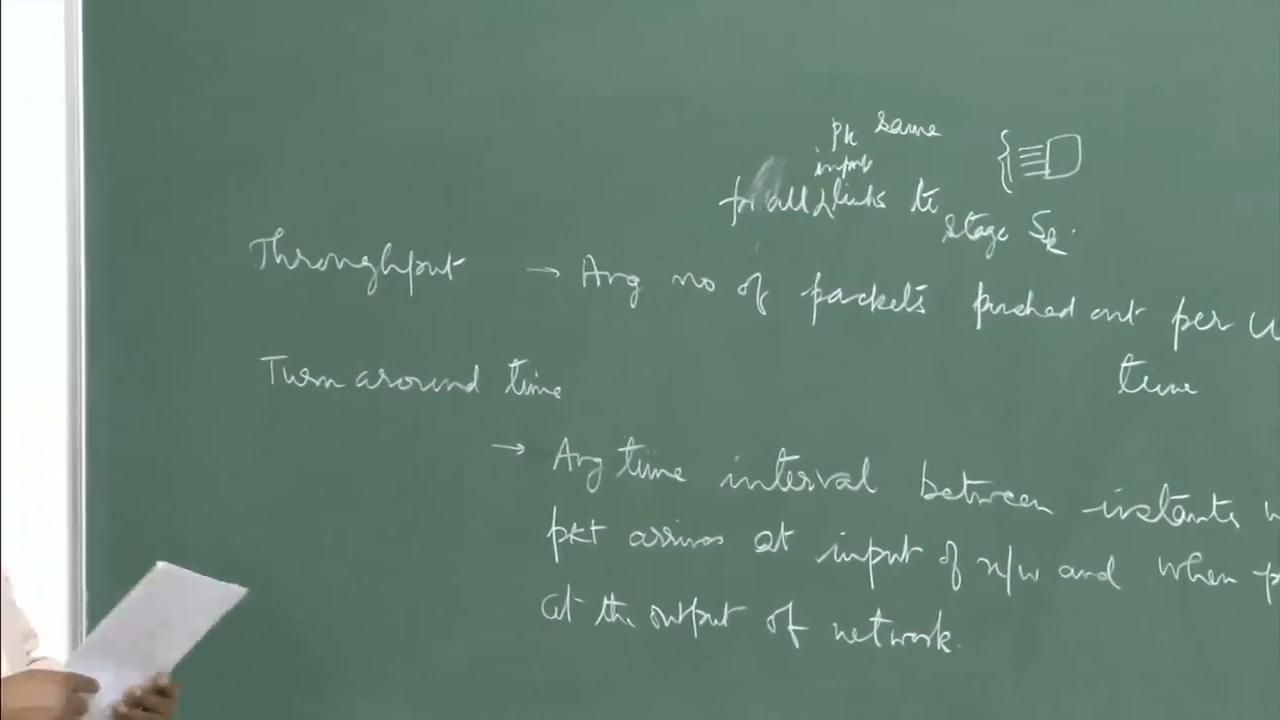 Pk same
input
for all links to
stage Sk.
Throughput → Avg no of packets pushed out per
time
Turn around time
→ Avg time interval between instants
pkt arrives at input of n/w and when
at the output of network.